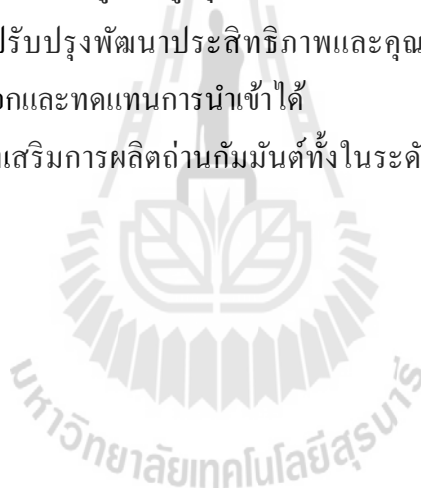 ปรับปรุงพัฒนาประสิทธิภาพและคุณ
อกและทดแทนการนำเข้าได้
เสริมการผลิตถ่านกัมมันต์ทั้งในระดั
มหาวิทยาลัยเทคโนโลยีสุรนารี